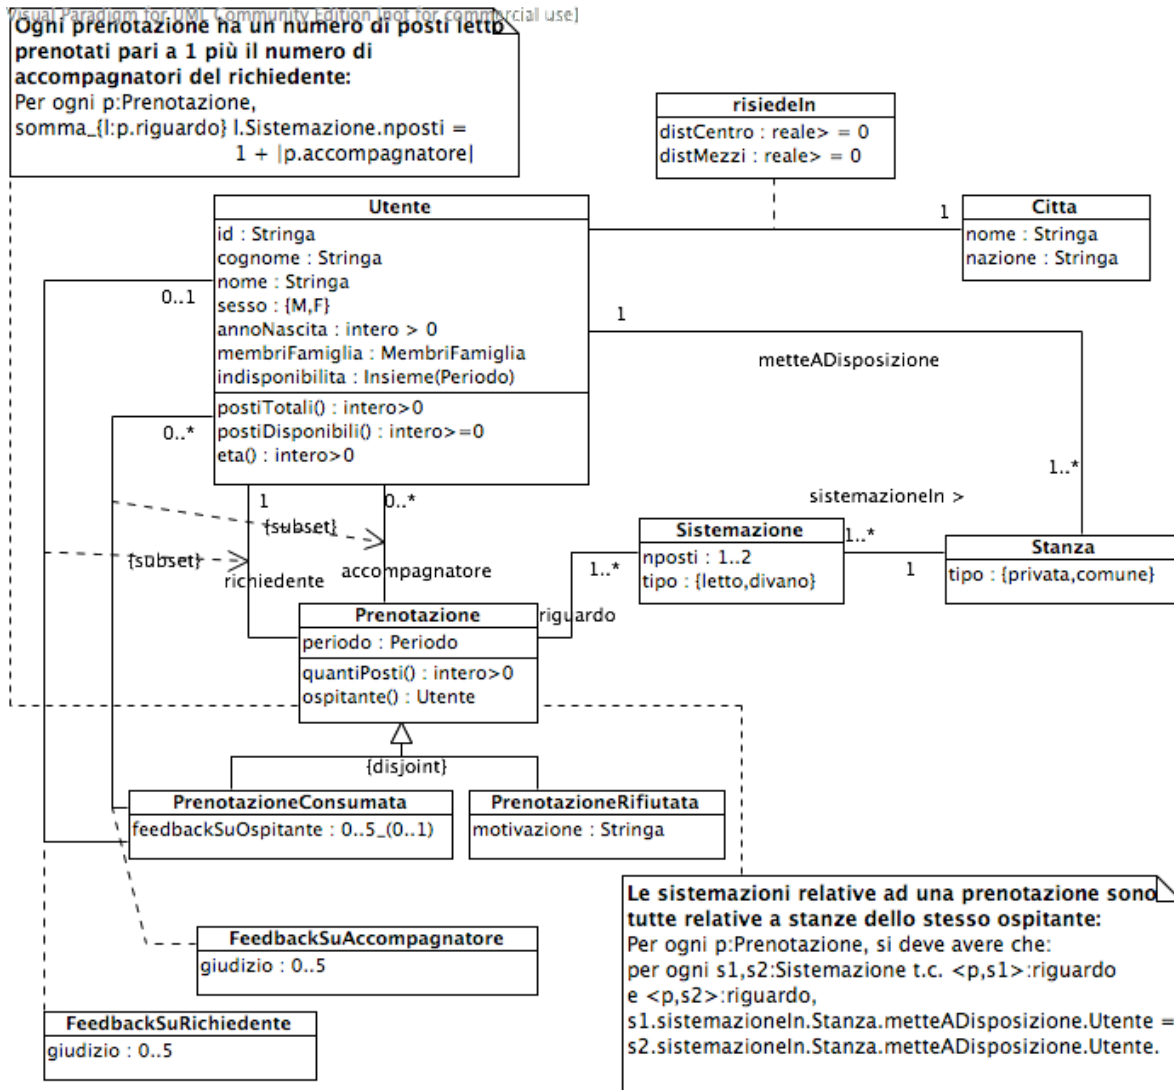 Visual Paradigm for UML Community Edition [not for commercial use]
Ogni prenotazione ha un numero di posti letto
prenotati pari a 1 più il numero di
accompagnatori del richiedente:
Per ogni p:Prenotazione,
somma_{l:p.riguardo} l.Sistemazione.nposti =
1 + |p.accompagnatore|
risiedeIn
distCentro : reale> = 0
distMezzi : reale> = 0
Utente
id : Stringa
cognome : Stringa
nome : Stringa
sesso : {M,F}
annoNascita : intero > 0
membriFamiglia : MembriFamiglia
indisponibilita : Insieme(Periodo)
postiTotali() : intero>0
postiDisponibili() : intero>=0
eta() : intero>0
1
Citta
nome : Stringa
nazione : Stringa
0..1
1
metteADisposizione
0..*
1..*
1
0..*
sistemazioneIn >
{subset}
{subset}
richiedente
accompagnatore
Sistemazione
nposti : 1..2
tipo : {letto,divano}
1..*
1
Stanza
tipo : {privata,comune}
1..*
riguardo
Prenotazione
periodo : Periodo
quantiPosti() : intero>0
ospitante() : Utente
{disjoint}
PrenotazioneConsumata
feedbackSuOspitante : 0..5_(0..1)
PrenotazioneRifiutata
motivazione : Stringa
FeedbackSuAccompagnatore
giudizio : 0..5
FeedbackSuRichiedente
giudizio : 0..5
Le sistemazioni relative ad una prenotazione sono
tutte relative a stanze dello stesso ospitante:
Per ogni p:Prenotazione, si deve avere che:
per ogni s1,s2:Sistemazione t.c. <p,s1>:riguardo
e <p,s2>:riguardo,
s1.sistemazioneIn.Stanza.metteADisposizione.Utente =
s2.sistemazioneIn.Stanza.metteADisposizione.Utente.